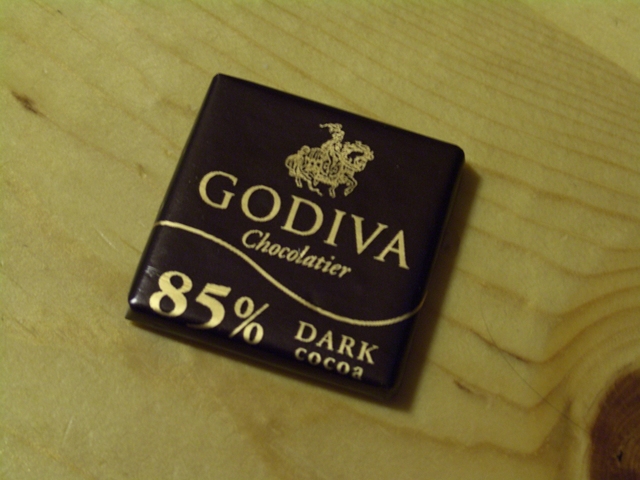 GODIVA
Chocolatier
85% DARK
cocoa